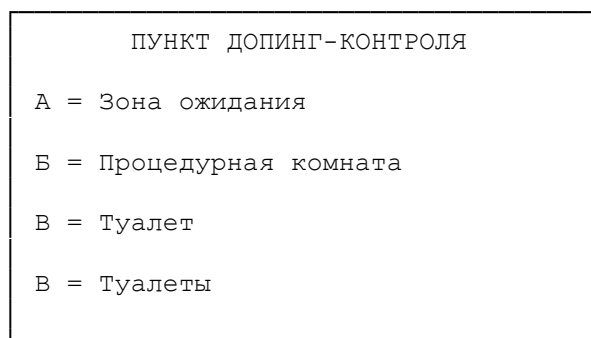 ПУНКТ ДОПИНГ-КОНТРОЛЯ
А = Зона ожидания
Б = Процедурная комната
В = Туалет
В = Туалеты